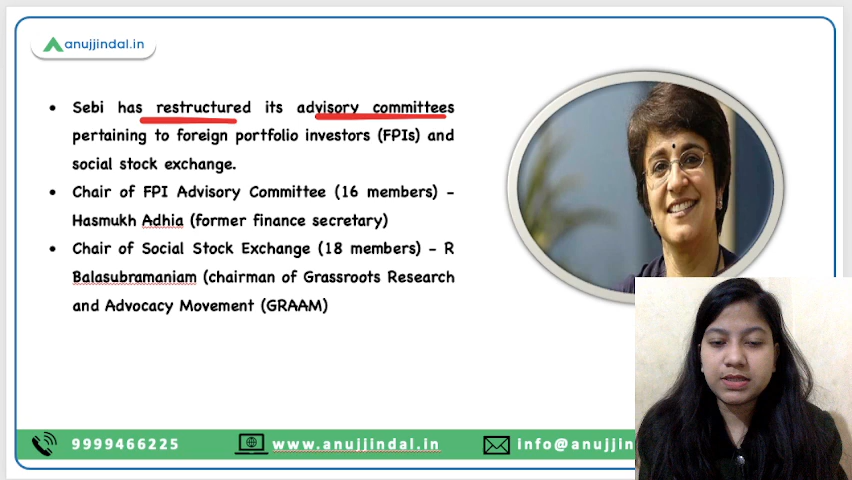 anujjindal.in
• Sebi has restructured its advisory committees
pertaining to foreign portfolio investors (FPIs) and
social stock exchange.
• Chair of FPI Advisory Committee (16 members) –
Hasmukh Adhia (former finance secretary)
• Chair of Social Stock Exchange (18 members) – R
Balasubramaniam (chairman of Grassroots Research
and Advocacy Movement (GRAAM)
9999466225 www.anujjindal.in info@anujjin